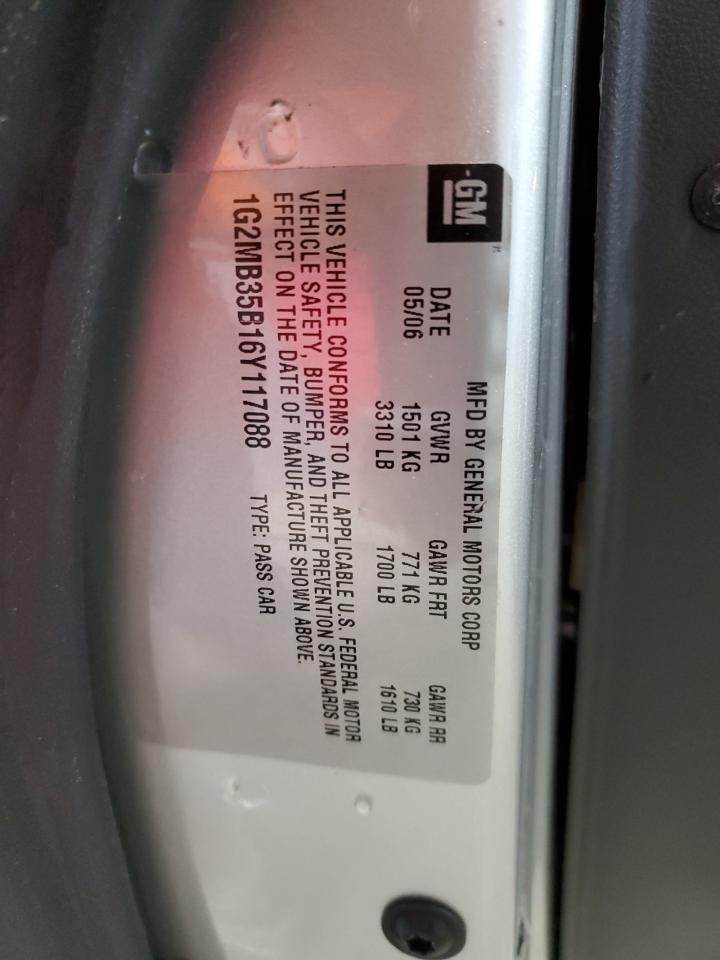 GM
MFD BY GENERAL MOTORS CORP
DATE GVWR GAWR FRT GAWR RR
05/06 1501 KG 771 KG 730 KG
3310 LB 1700 LB 1610 LB
THIS VEHICLE CONFORMS TO ALL APPLICABLE U.S. FEDERAL MOTOR
VEHICLE SAFETY, BUMPER, AND THEFT PREVENTION STANDARDS IN
EFFECT ON THE DATE OF MANUFACTURE SHOWN ABOVE.
1G2MB35B16Y117088 TYPE: PASS CAR